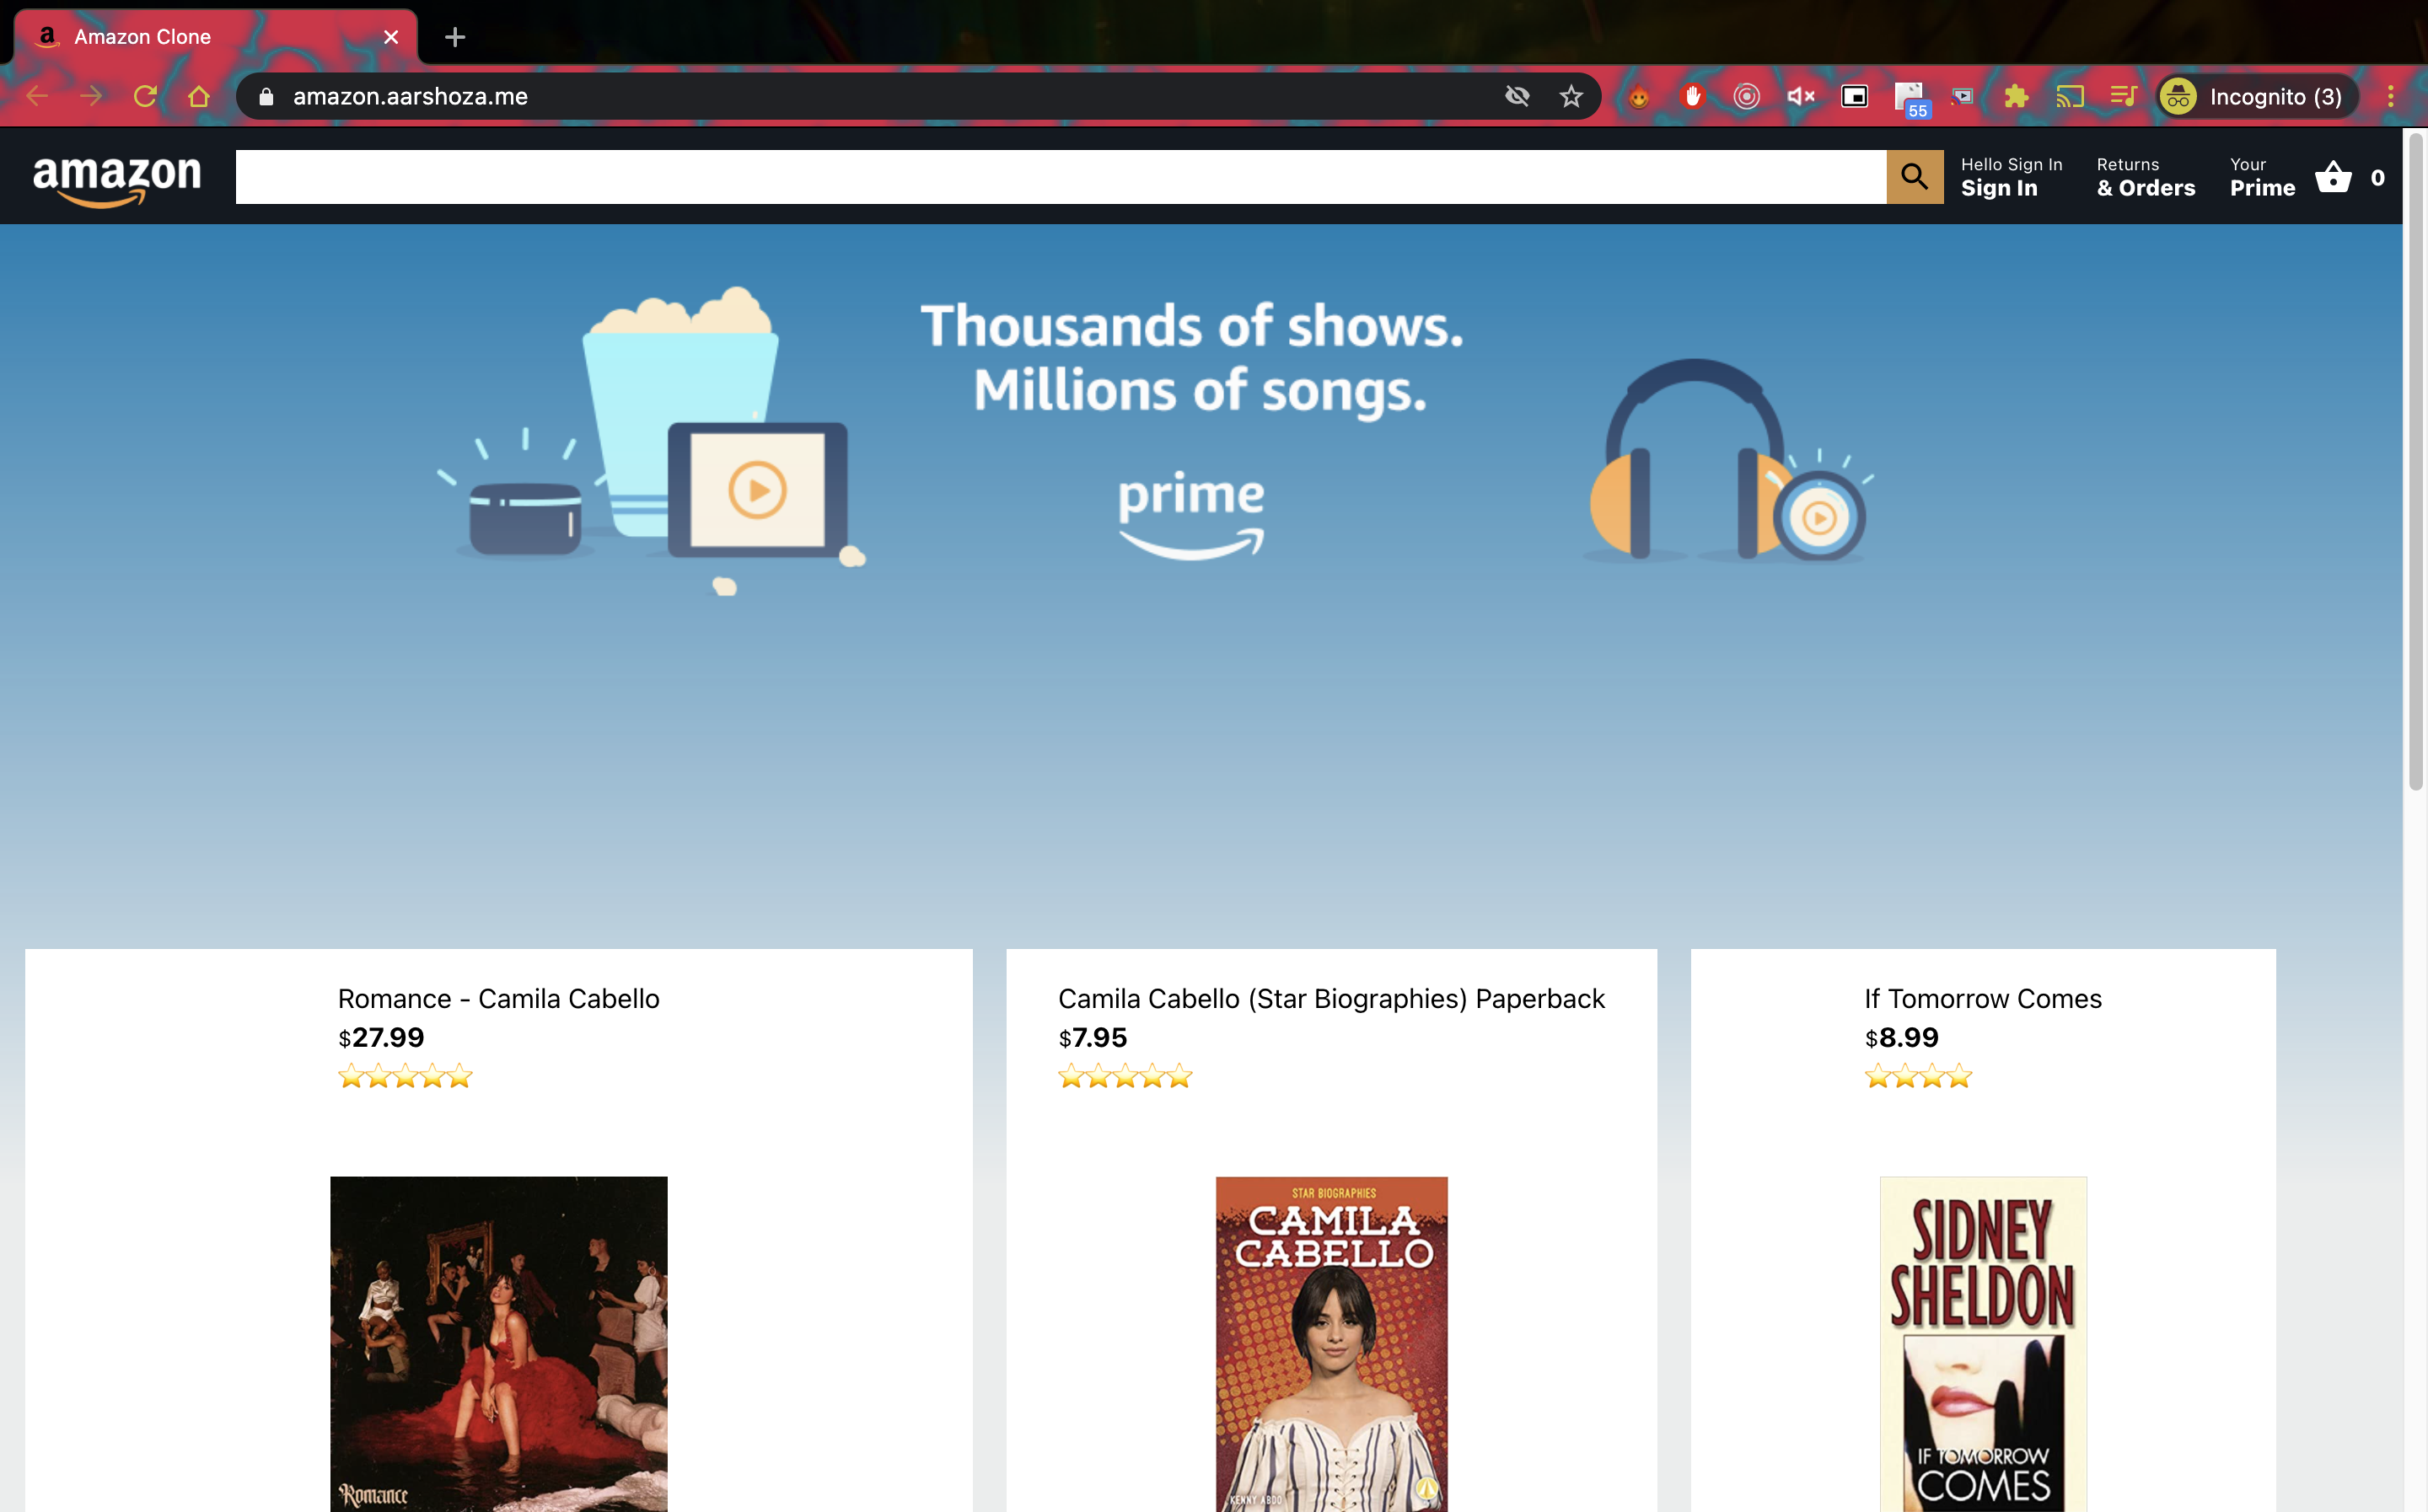 Amazon Clone
amazon.aarshoza.me
55
Incognito (3)
amazon
Hello Sign In
Sign In
Returns
& Orders
Your
Prime
0
Thousands of shows.
Millions of songs.
prime
Romance - Camila Cabello
$27.99
Camila Cabello (Star Biographies) Paperback
$7.95
If Tomorrow Comes
$8.99
Romance
STAR BIOGRAPHIES
CAMILA
CABELLO
KENNY ABDO
SIDNEY
SHELDON
IF TOMORROW
COMES